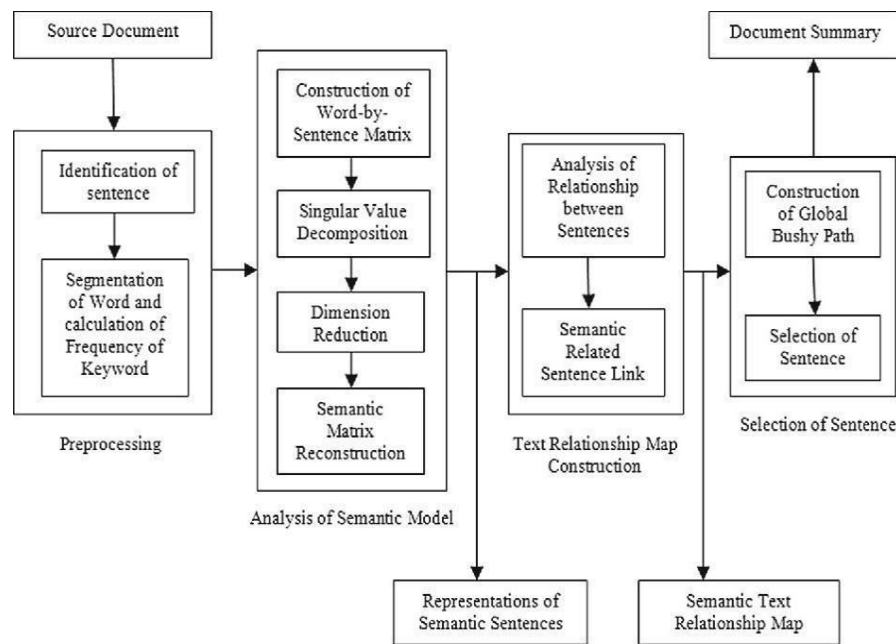 Source Document
Identification of
sentence
Segmentation
of Word and
calculation of
Frequency of
Keyword
Preprocessing
Construction of
Word-by-
Sentence Matrix
Singular Value
Decomposition
Dimension
Reduction
Semantic
Matrix
Reconstruction
Analysis of Semantic Model
Representations of
Semantic Sentences
Analysis of
Relationship
between
Sentences
Semantic
Related
Sentence Link
Text Relationship Map
Construction
Semantic Text
Relationship Map
Document Summary
Construction
of Global
Bushy Path
Selection of
Sentence
Selection of Sentence